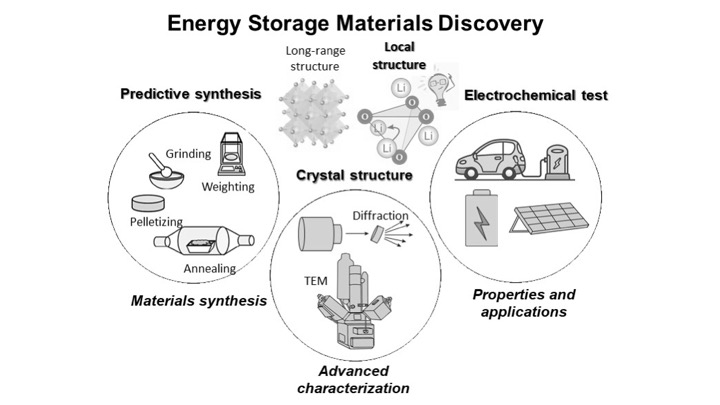 Energy Storage Materials Discovery
Long-range
structure
Local
structure
Li
O
O
O
Li
Li
Li
O
Predictive synthesis
Grinding
Weighting
Pelletizing
Annealing
Materials synthesis
Crystal structure
Diffraction
TEM
Advanced
characterization
Electrochemical test
Properties and
applications